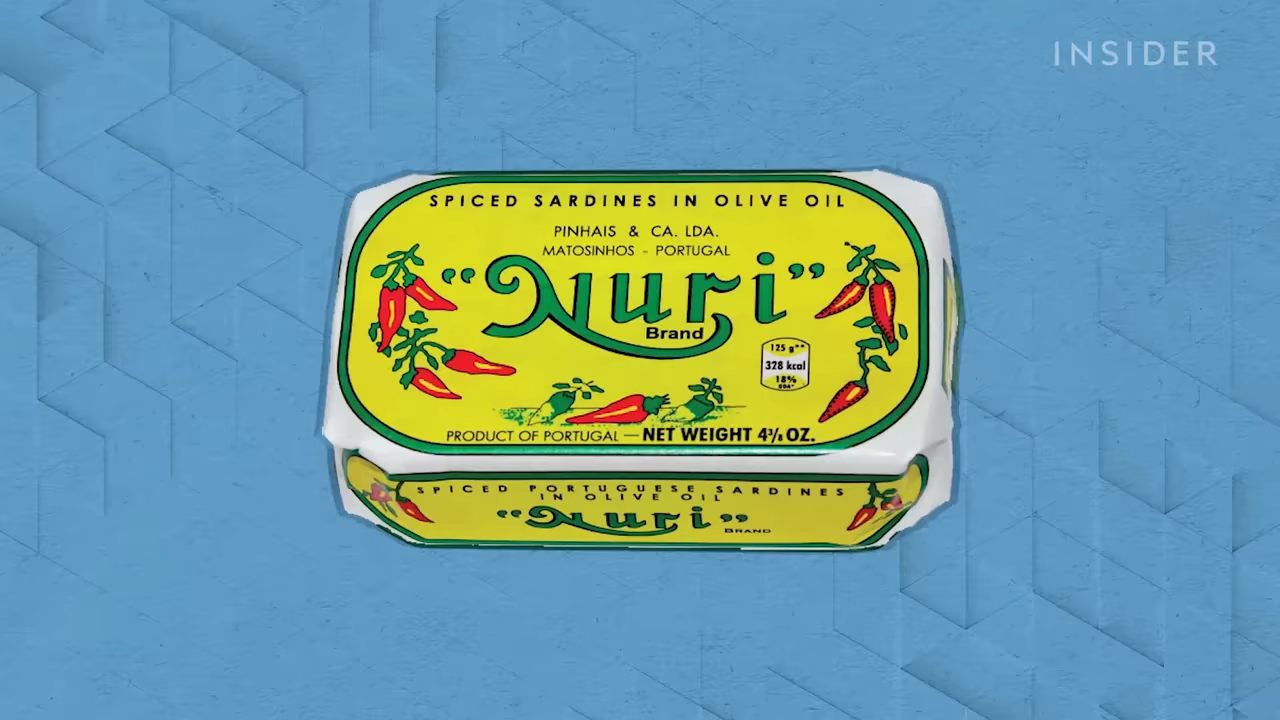 INSIDER
SPICED SARDINES IN OLIVE OIL
PINHAIS & CA. LDA.
MATOSINHOS - PORTUGAL
"Nuri"
Brand
125 g**
328 kcal
18%
PRODUCT OF PORTUGAL — NET WEIGHT 4⅜ OZ.
SPICED PORTUGUESE SARDINES
IN OLIVE OIL
"Nuri"
BRAND